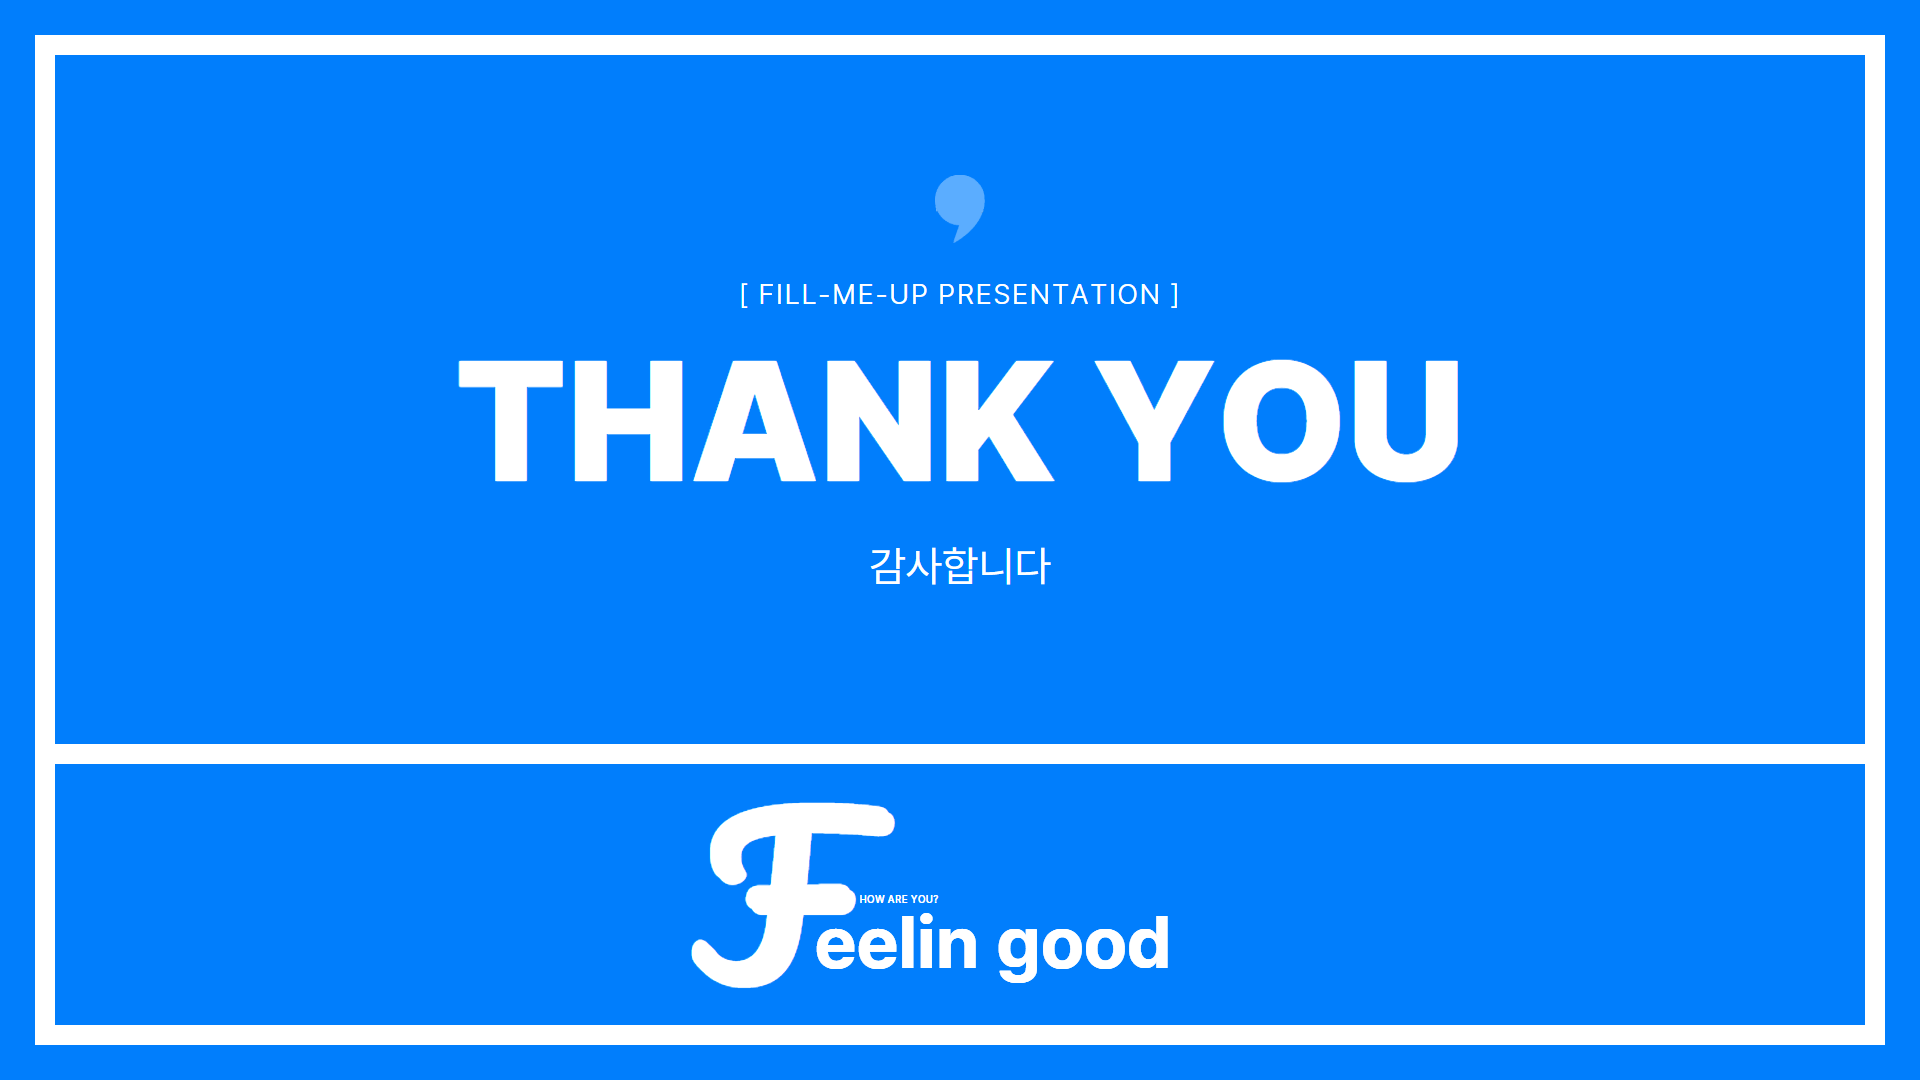 [ FILL-ME-UP PRESENTATION ]
THANK YOU
감사합니다
HOW ARE YOU?
Feelin good